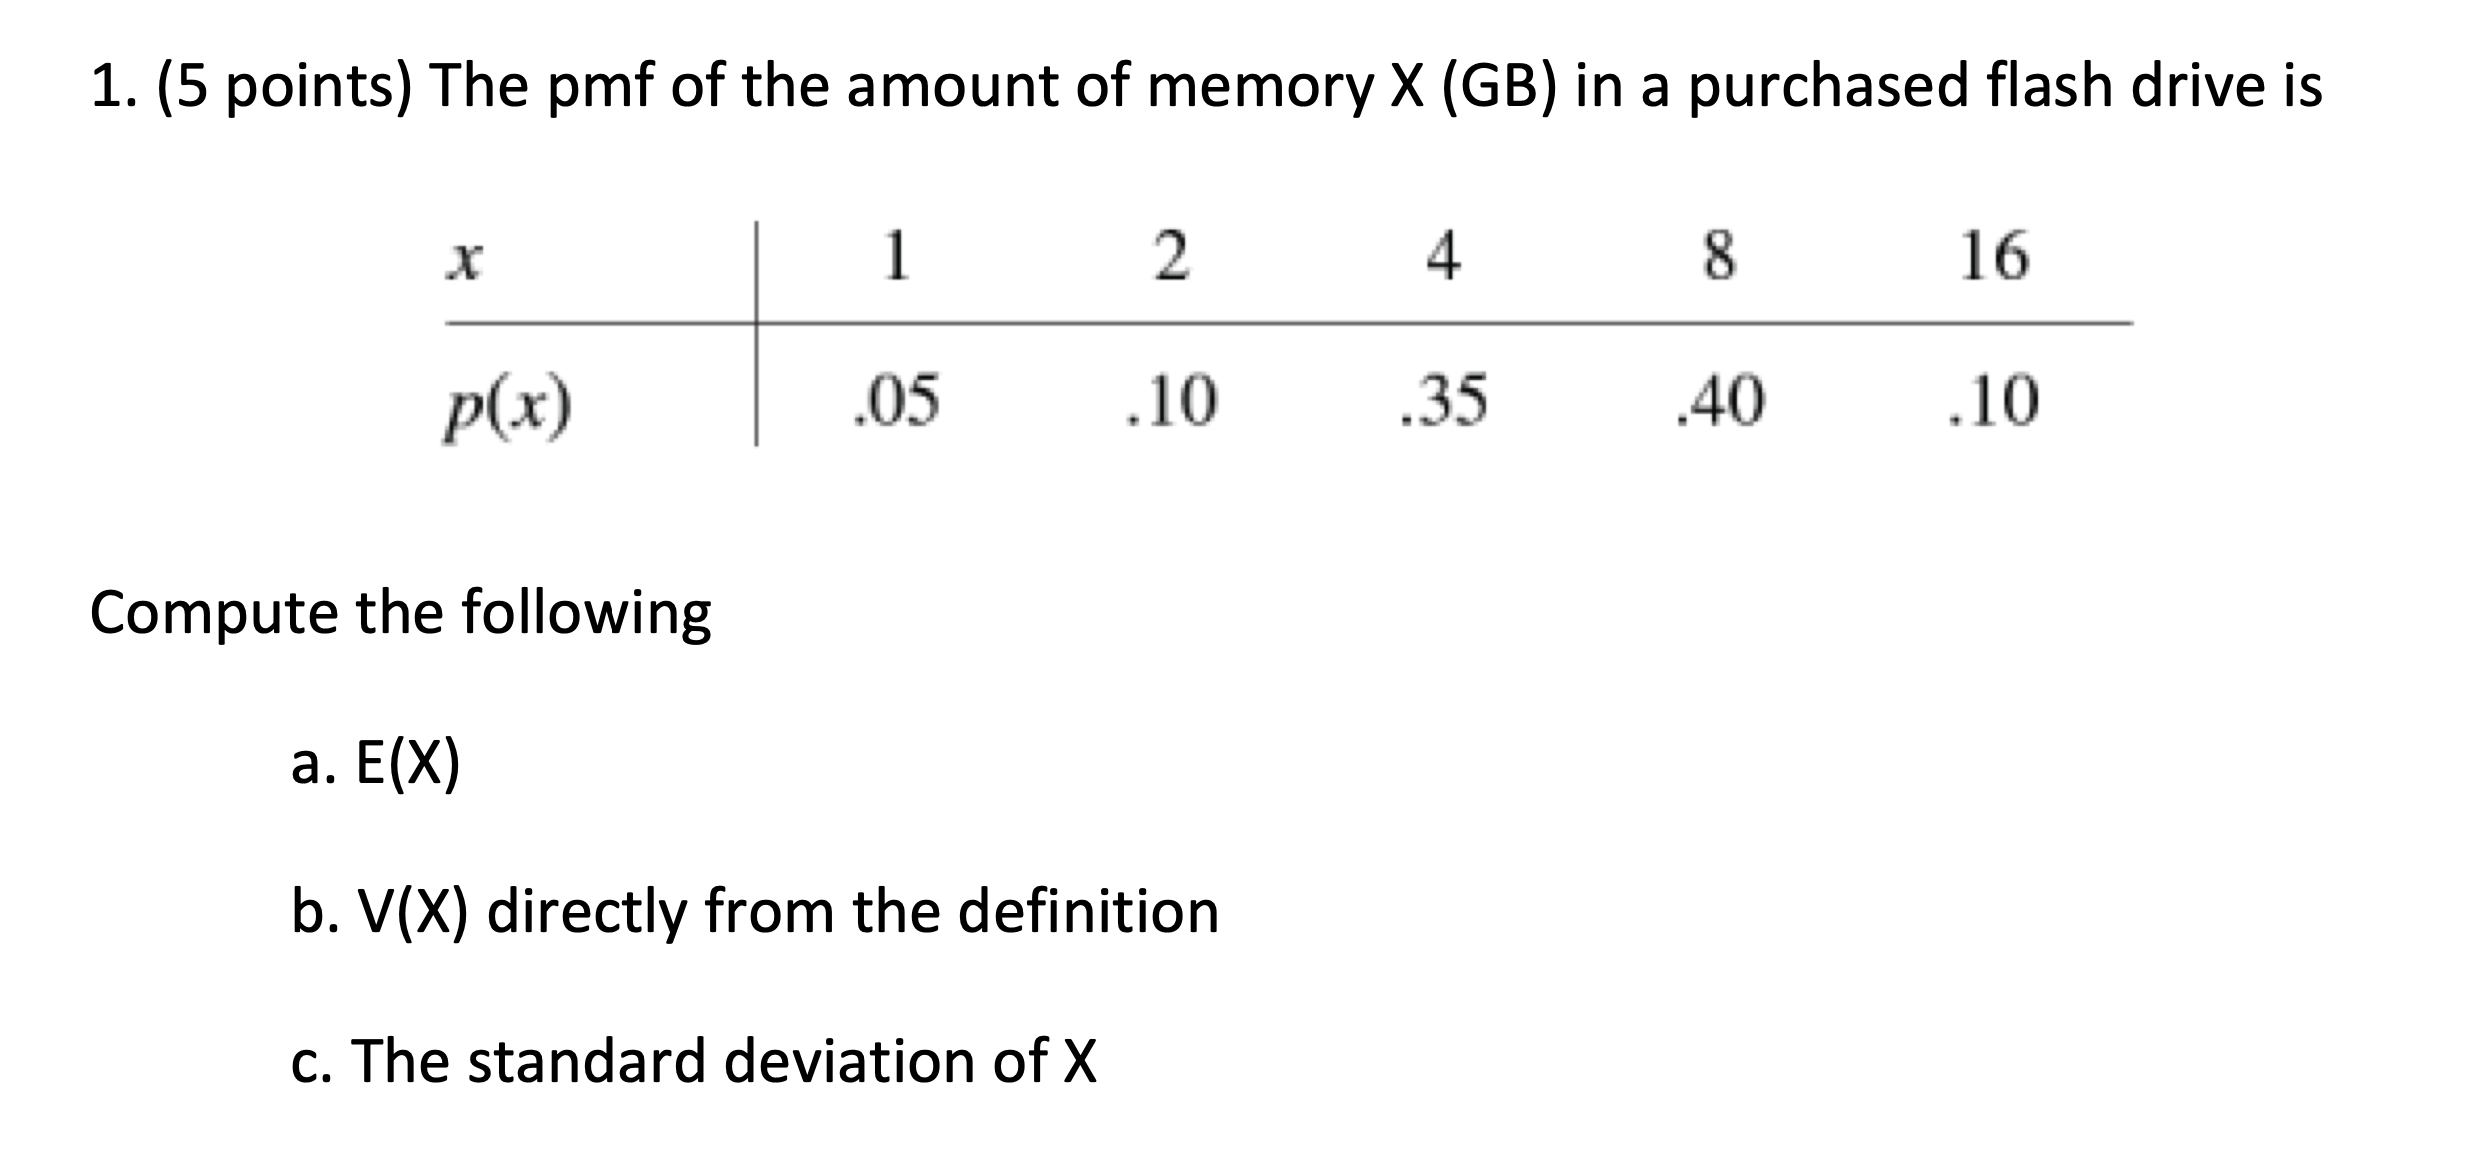 1. (5 points) The pmf of the amount of memory X (GB) in a purchased flash drive is
x 1 2 4 8 16
p(x) .05 .10 .35 .40 .10
Compute the following
a. E(X)
b. V(X) directly from the definition
c. The standard deviation of X